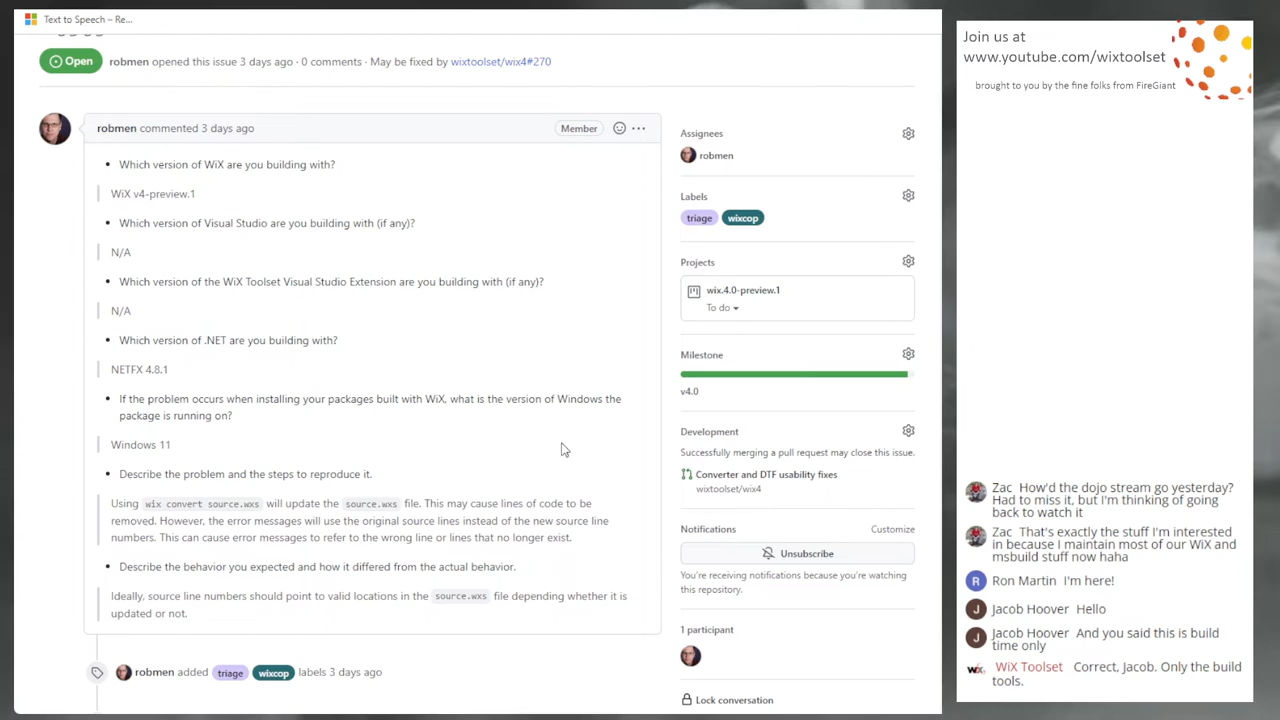 Text to Speech – Re...
Open
robmen opened this issue 3 days ago · 0 comments · May be fixed by wixtoolset/wix4#270
robmen commented 3 days ago
Member
• Which version of WiX are you building with?
WiX v4-preview.1
• Which version of Visual Studio are you building with (if any)?
N/A
• Which version of the WiX Toolset Visual Studio Extension are you building with (if any)?
N/A
• Which version of .NET are you building with?
NETFX 4.8.1
• If the problem occurs when installing your packages built with WiX, what is the version of Windows the
package is running on?
Windows 11
• Describe the problem and the steps to reproduce it.
Using wix convert source.wxs will update the source.wxs file. This may cause lines of code to be
removed. However, the error messages will use the original source lines instead of the new source line
numbers. This can cause error messages to refer to the wrong line or lines that no longer exist.
• Describe the behavior you expected and how it differed from the actual behavior.
Ideally, source line numbers should point to valid locations in the source.wxs file depending whether it is
updated or not.
robmen added triage wixcop labels 3 days ago
Assignees
robmen
Labels
triage wixcop
Projects
wix.4.0-preview.1
To do
Milestone
v4.0
Development
Successfully merging a pull request may close this issue.
Converter and DTF usability fixes
wixtoolset/wix4
Notifications
Customize
Unsubscribe
You're receiving notifications because you're watching
this repository.
1 participant
Lock conversation
Join us at
www.youtube.com/wixtoolset
brought to you by the fine folks from FireGiant
Zac How'd the dojo stream go yesterday?
Had to miss it, but I'm thinking of going
back to watch it
Zac That's exactly the stuff I'm interested
in because I maintain most of our WiX and
msbuild stuff now haha
R Ron Martin I'm here!
J Jacob Hoover Hello
J Jacob Hoover And you said this is build
time only
WiX WiX Toolset Correct, Jacob. Only the build
tools.